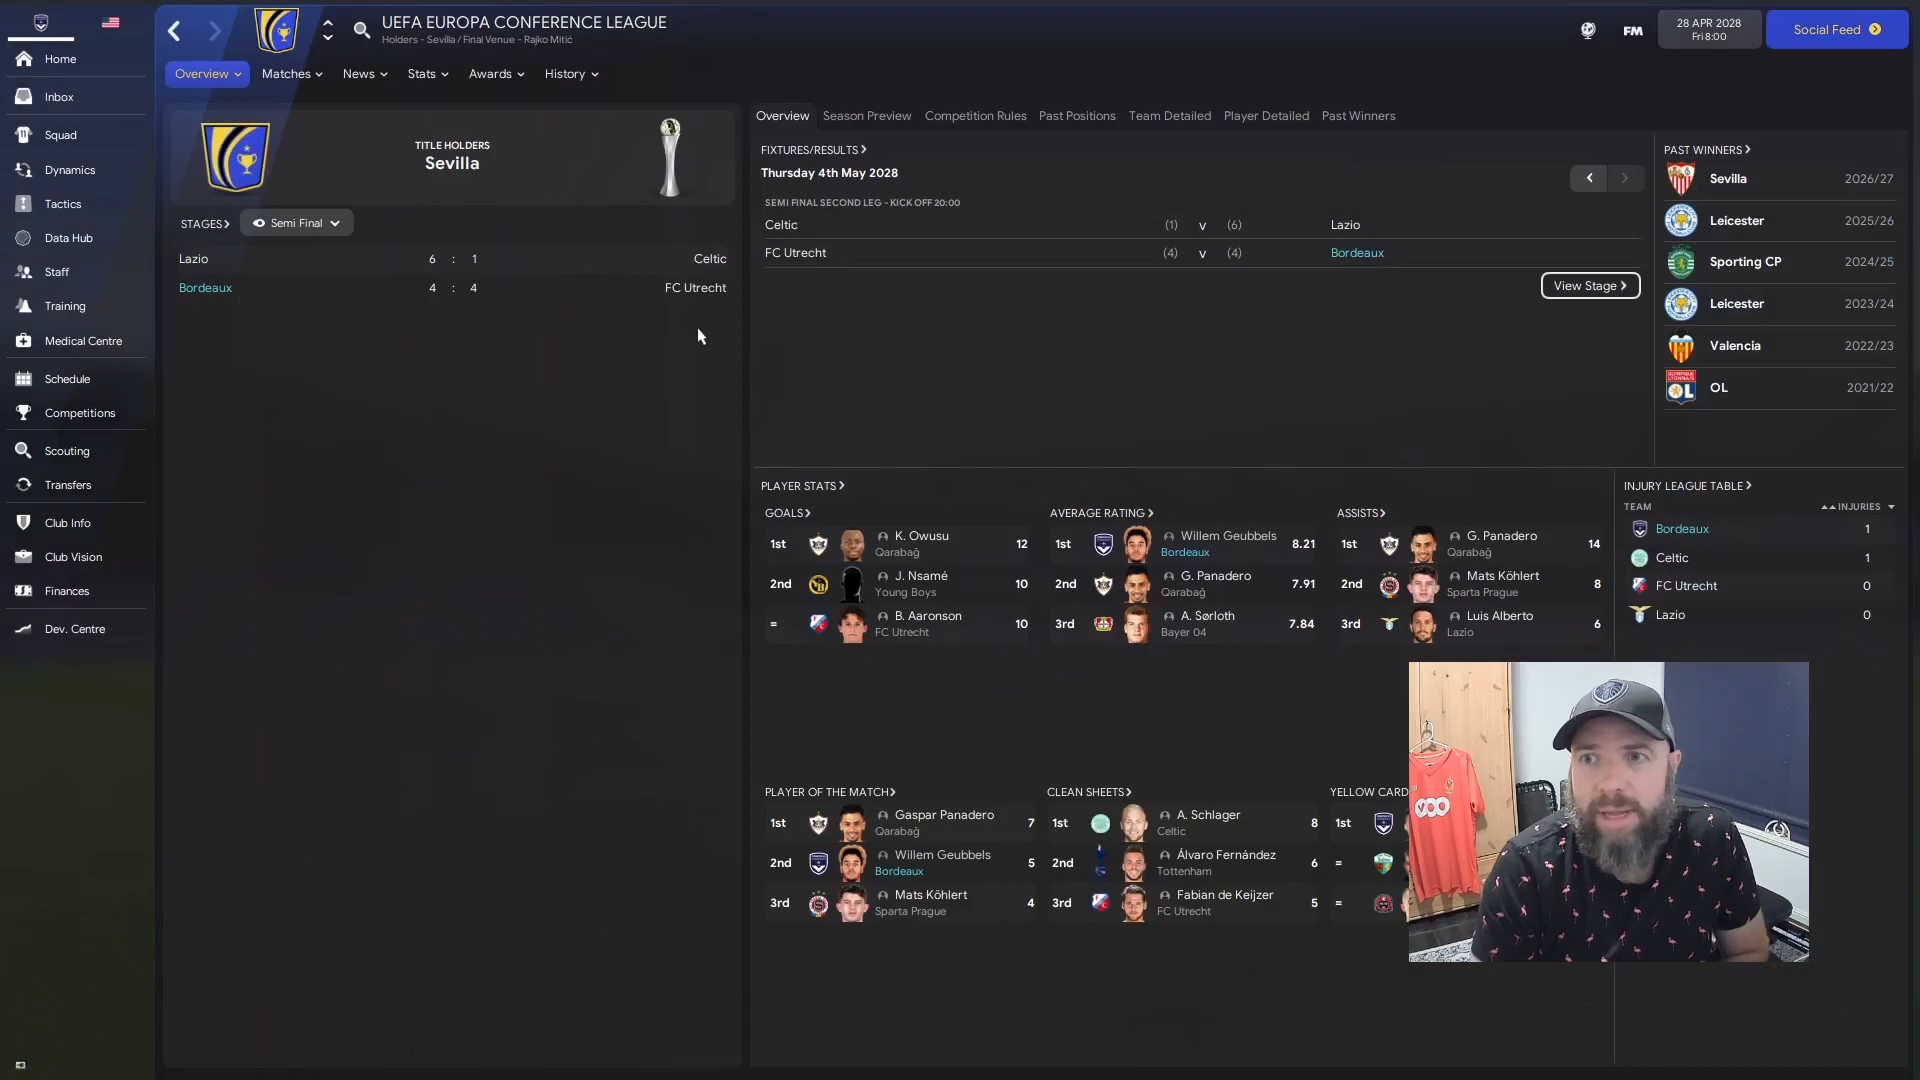 UEFA EUROPA CONFERENCE LEAGUE
Holders - Sevilla / Final Venue - Rajko Mitić
FM
28 APR 2028
Fri 8:00
Social Feed
Home
Inbox
Squad
Dynamics
Tactics
Data Hub
Staff
Training
Medical Centre
Schedule
Competitions
Scouting
Transfers
Club Info
Club Vision
Finances
Dev. Centre
Overview Matches News Stats Awards History
TITLE HOLDERS
Sevilla
STAGES Semi Final
Lazio 6 : 1 Celtic
Bordeaux 4 : 4 FC Utrecht
Overview Season Preview Competition Rules Past Positions Team Detailed Player Detailed Past Winners
FIXTURES/RESULTS
Thursday 4th May 2028
SEMI FINAL SECOND LEG - KICK OFF 20:00
Celtic (1) v (6) Lazio
FC Utrecht (4) v (4) Bordeaux
View Stage
PAST WINNERS
Sevilla 2026/27
Leicester 2025/26
Sporting CP 2024/25
Leicester 2023/24
Valencia 2022/23
OL 2021/22
PLAYER STATS
GOALS
1st K. Owusu 12
Qarabağ
2nd J. Nsamé 10
Young Boys
= B. Aaronson 10
FC Utrecht
AVERAGE RATING
1st Willem Geubbels 8.21
Bordeaux
2nd G. Panadero 7.91
Qarabağ
3rd A. Sørloth 7.84
Bayer 04
ASSISTS
1st G. Panadero 14
Qarabağ
2nd Mats Köhlert 8
Sparta Prague
3rd Luis Alberto 6
Lazio
INJURY LEAGUE TABLE
TEAM INJURIES
Bordeaux 1
Celtic 1
FC Utrecht 0
Lazio 0
PLAYER OF THE MATCH
1st Gaspar Panadero 7
Qarabağ
2nd Willem Geubbels 5
Bordeaux
3rd Mats Köhlert 4
Sparta Prague
CLEAN SHEETS
1st A. Schlager 8
Celtic
2nd Álvaro Fernández 6
Tottenham
3rd Fabian de Keijzer 5
FC Utrecht
YELLOW CARD
1st
=
=
VOO